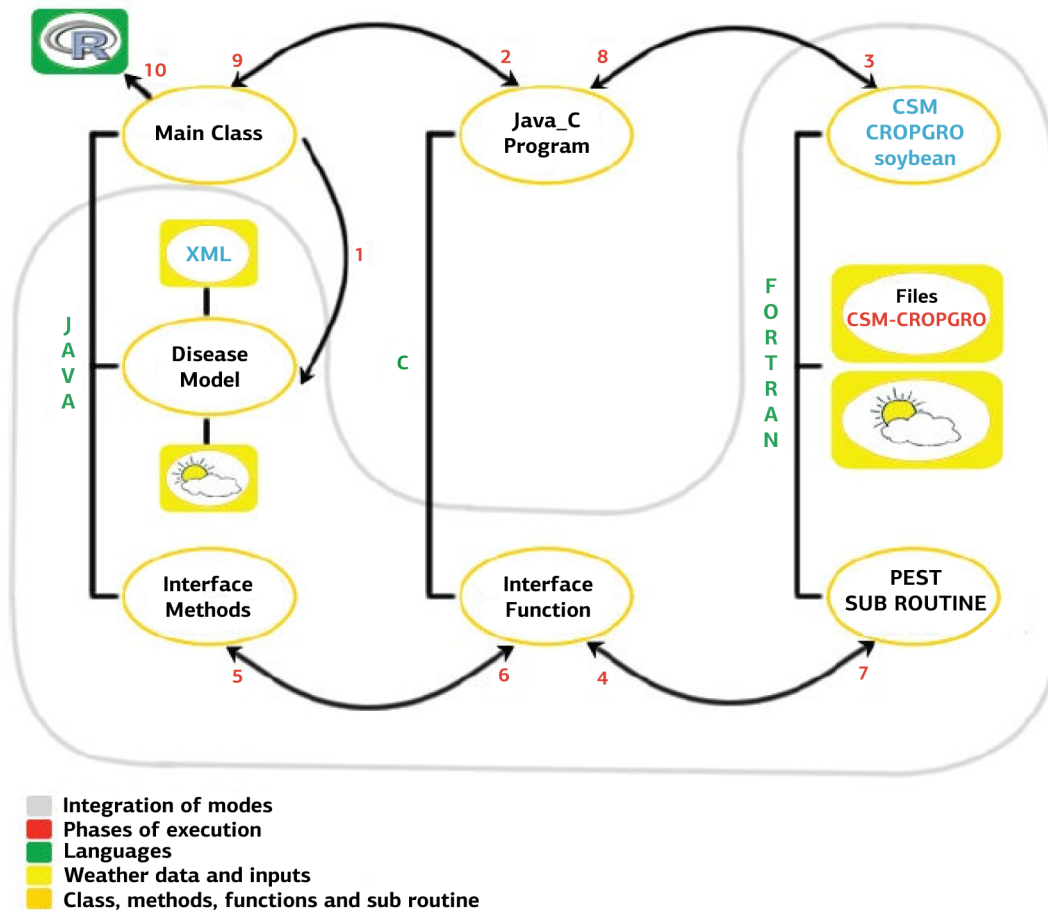 R
10
9
2
8
3
Main Class
Java_C
Program
CSM
CROPGRO
soybean
1
XML
JAVA
Disease
Model
C
FORTRAN
Files
CSM-CROPGRO
Interface
Methods
Interface
Function
PEST
SUB ROUTINE
5
6
4
7
Integration of modes
Phases of execution
Languages
Weather data and inputs
Class, methods, functions and sub routine